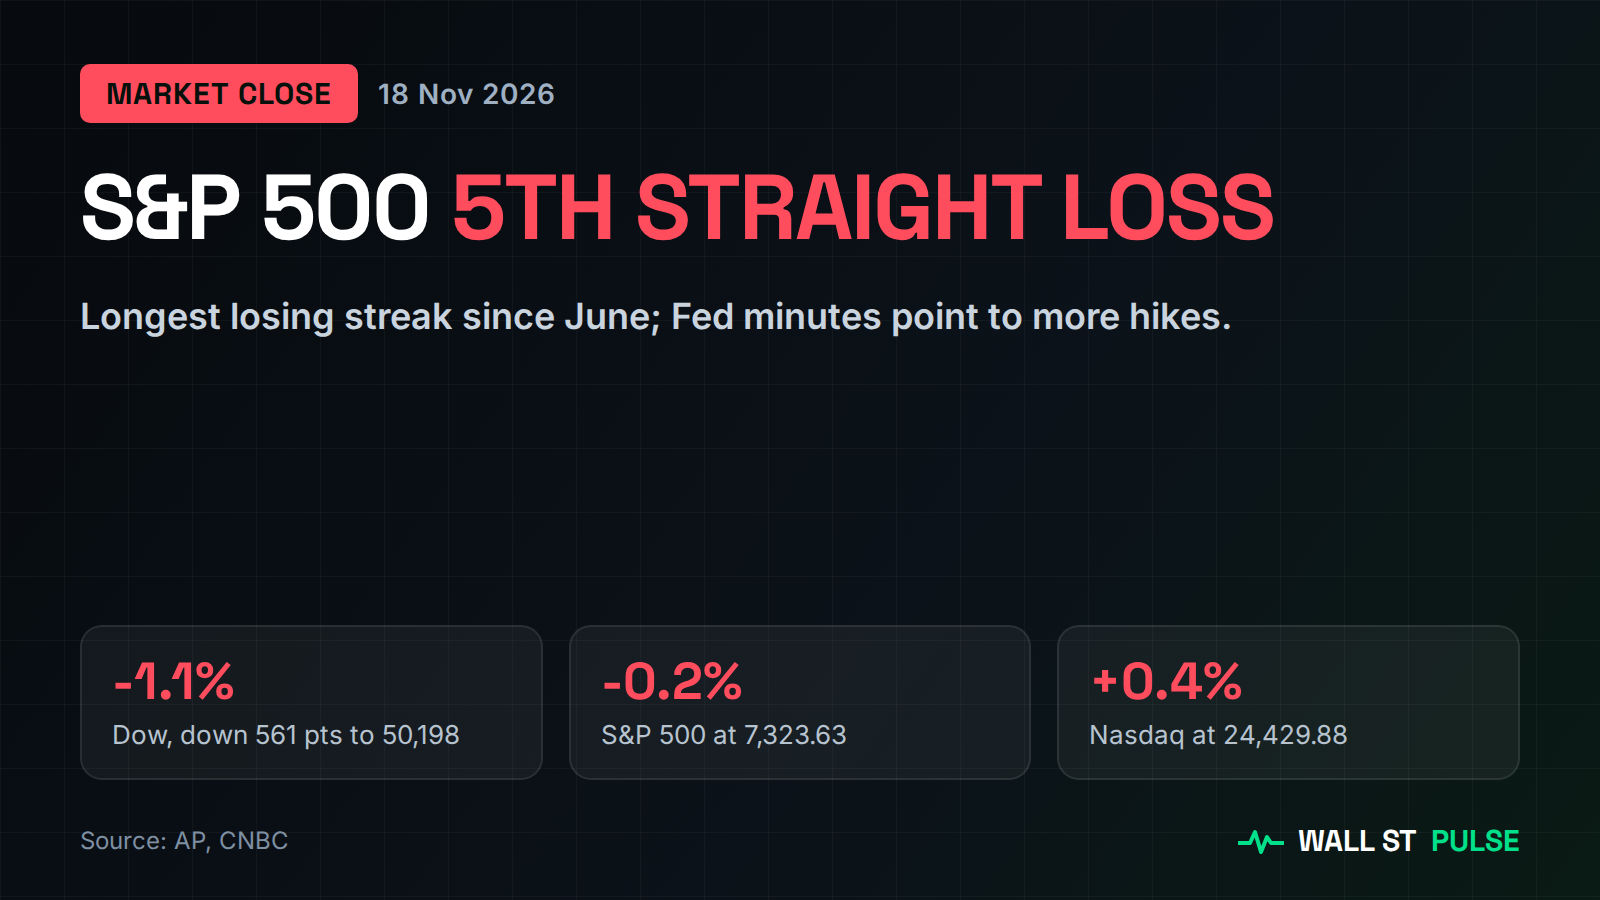 MARKET CLOSE 18 Nov 2026
S&P 500 5TH STRAIGHT LOSS
Longest losing streak since June; Fed minutes point to more hikes.
-1.1%
Dow, down 561 pts to 50,198
-0.2%
S&P 500 at 7,323.63
+0.4%
Nasdaq at 24,429.88
Source: AP, CNBC
WALL ST PULSE